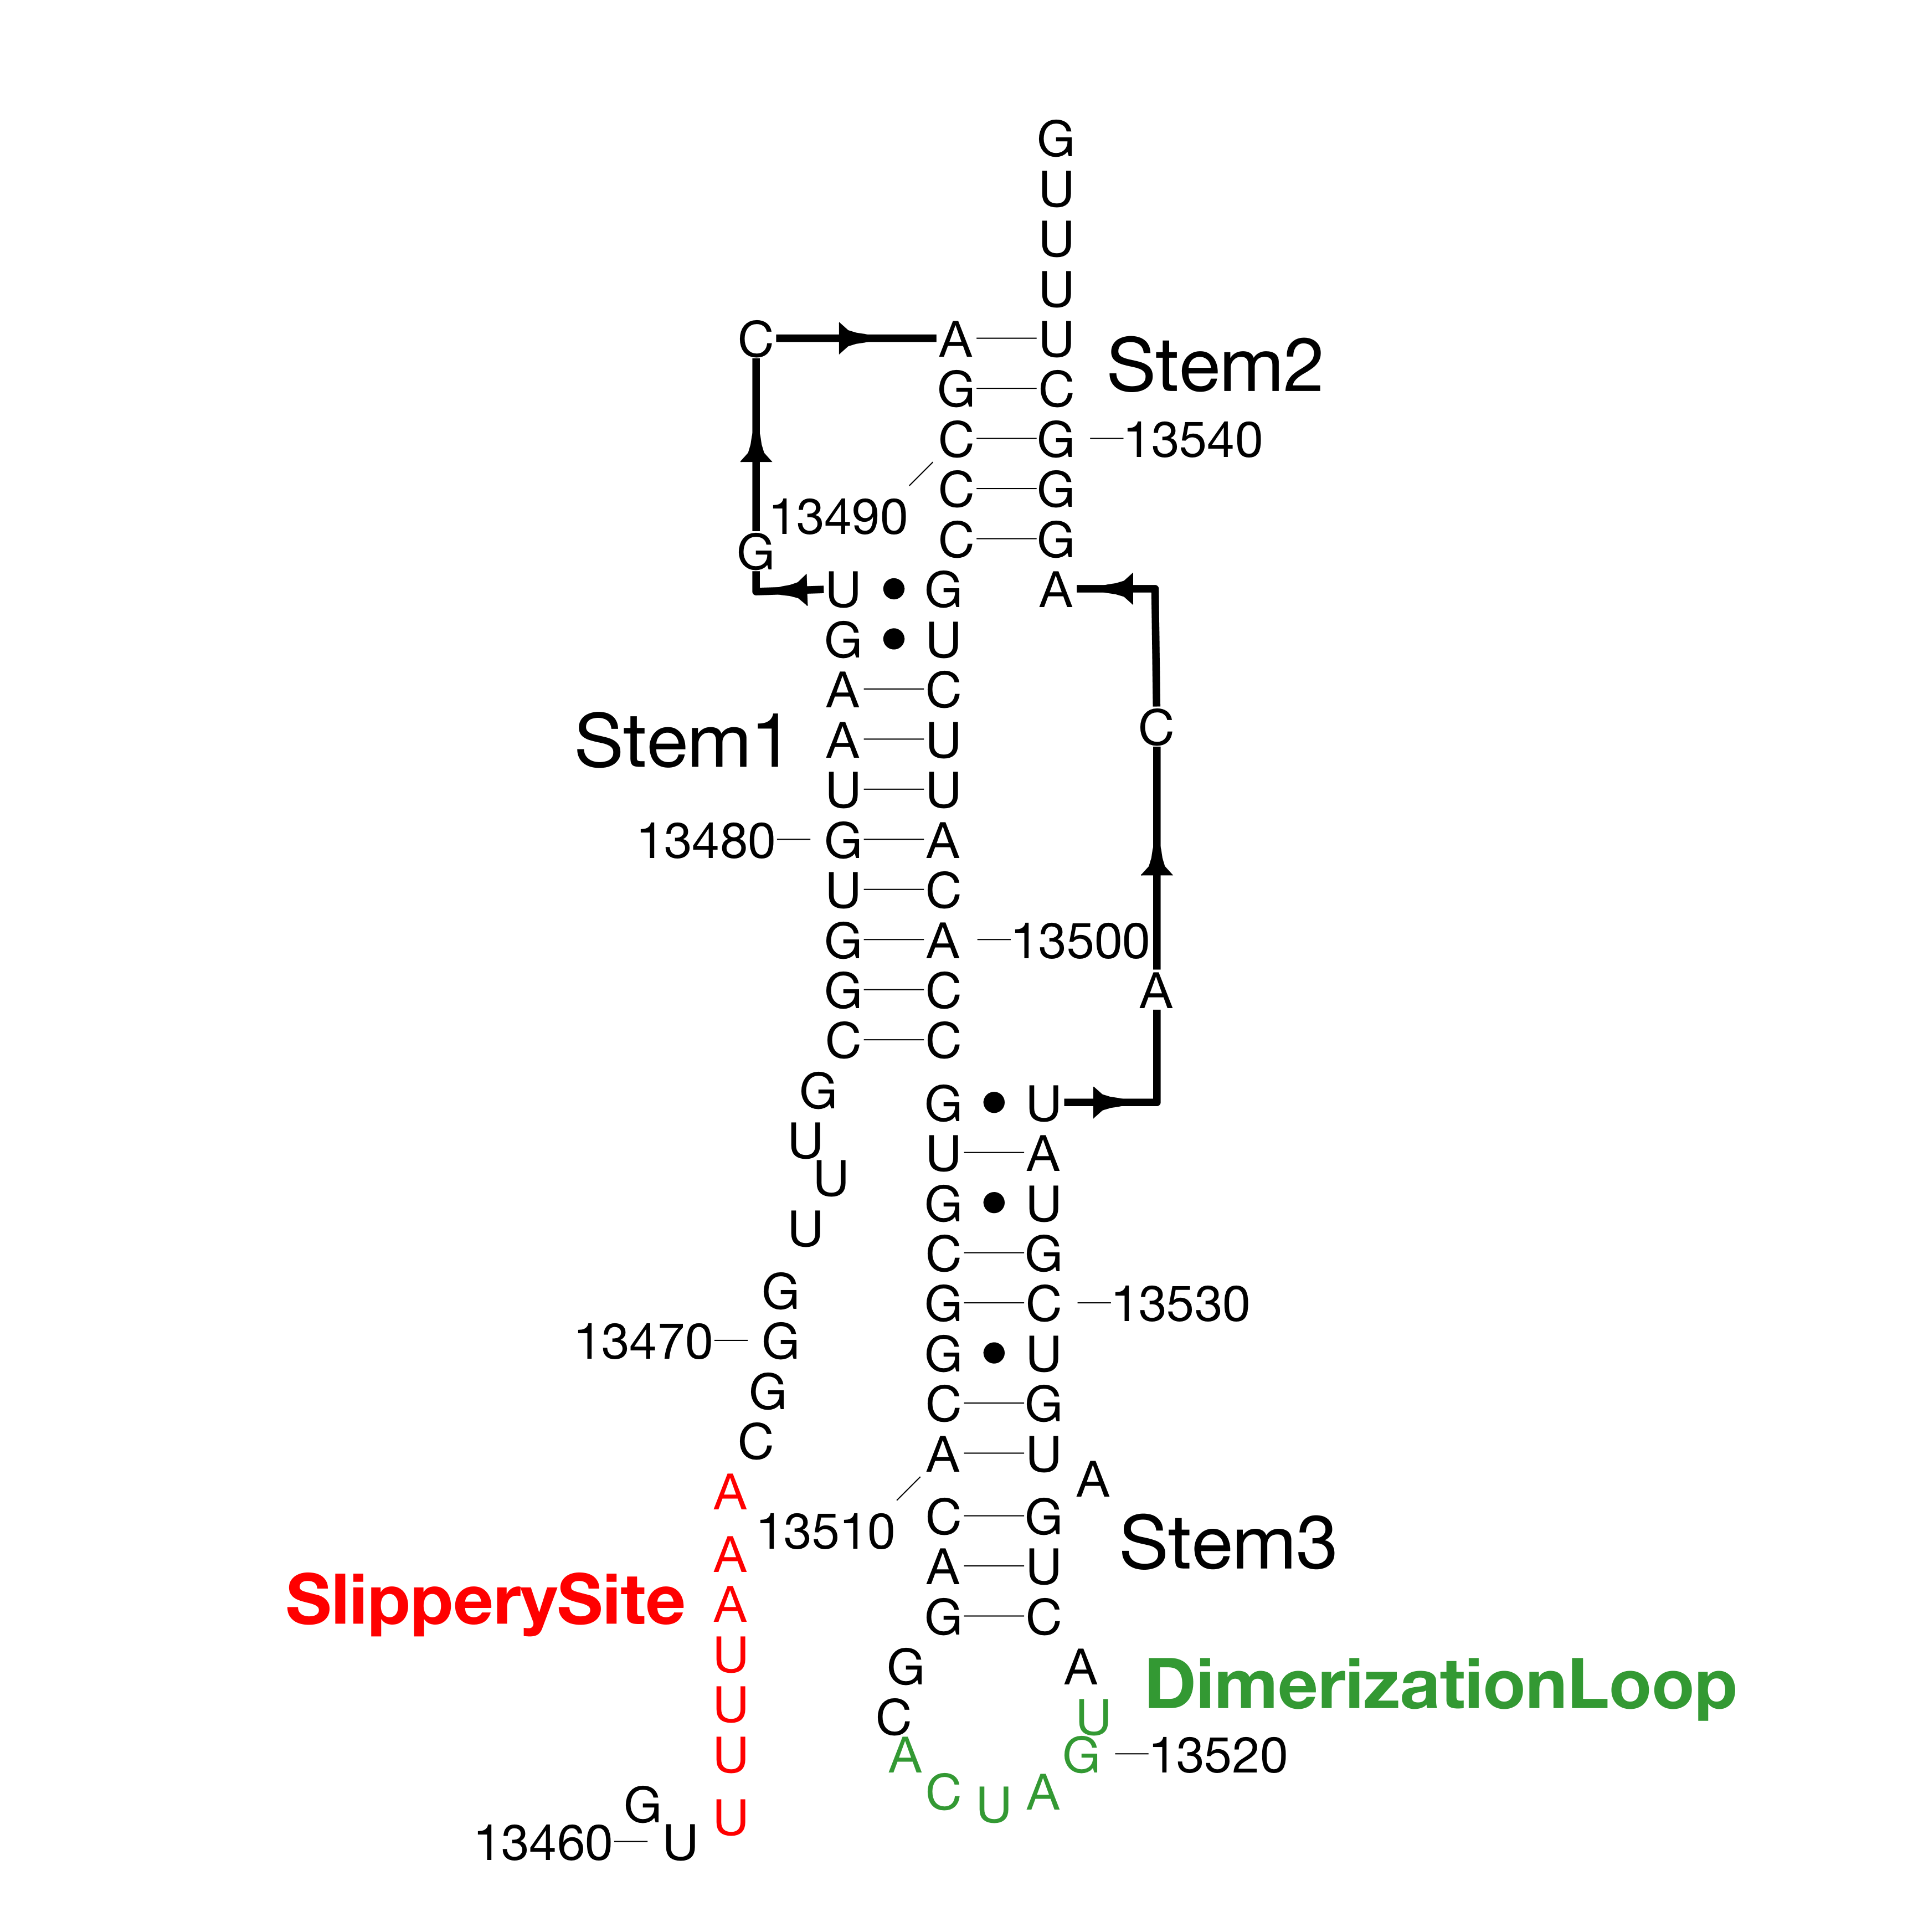 G
U
U
U
C A U Stem2
G C
C G 13540
C G
13490
C G
G
U G A
G U
A C
Stem1 A U C
U U
13480 G A
U C
G A 13500
G C A
C C
G G U
U U A
U
U G U
C G
G G C 13530
13470 G G U
G C G
C A U
A A
13510 C G Stem3
A A U
SlipperySite A G C
U G A DimerizationLoop
U C U
U A G 13520
G U C U A
13460 U